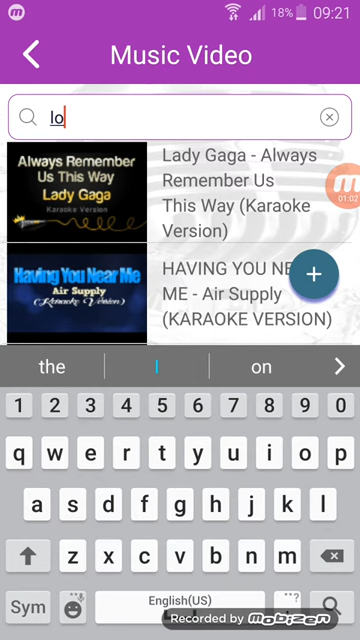 18% 09:21
Music Video
lo
Always Remember
Us This Way
Lady Gaga
Karaoke Version
Lady Gaga - Always
Remember Us
This Way (Karaoke
Version)
01:02
Having You Near Me
Air Supply
(Karaoke Version)
HAVING YOU NE
ME - Air Supply
(KARAOKE VERSION)
+
the
I
on
1 2 3 4 5 6 7 8 9 0
q w e r t y u i o p
a s d f g h j k l
z x c v b n m
Sym
English(US)
Recorded by mobizen